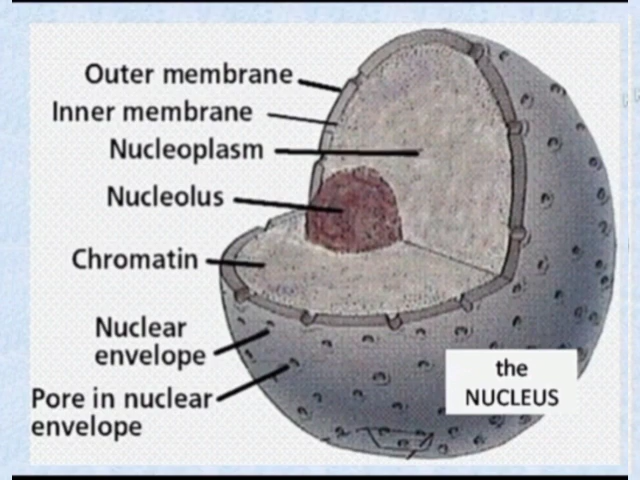 Outer membrane
Inner membrane
Nucleoplasm
Nucleolus
Chromatin
Nuclear
envelope
Pore in nuclear
envelope
the
NUCLEUS